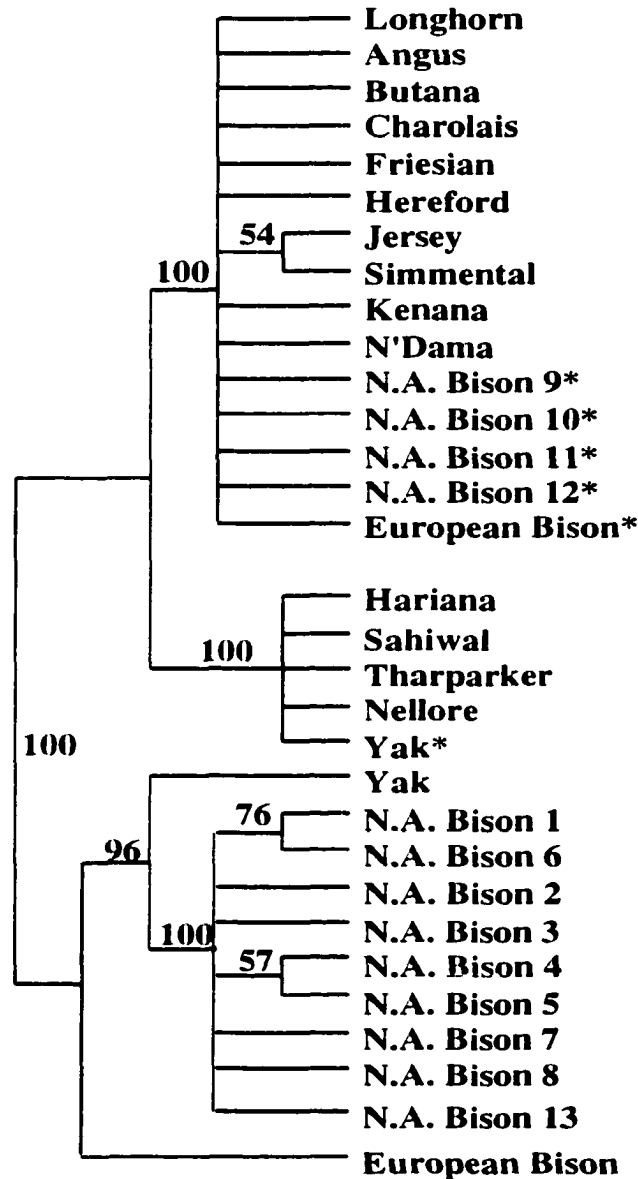 Longhorn
Angus
Butana
Charolais
Friesian
Hereford
54 Jersey
Simmental
100
Kenana
N'Dama
N.A. Bison 9*
N.A. Bison 10*
N.A. Bison 11*
N.A. Bison 12*
European Bison*
Hariana
Sahiwal
100 Tharparker
Nellore
100 Yak*
Yak
76 N.A. Bison 1
96 N.A. Bison 6
N.A. Bison 2
100 N.A. Bison 3
57 N.A. Bison 4
N.A. Bison 5
N.A. Bison 7
N.A. Bison 8
N.A. Bison 13
European Bison